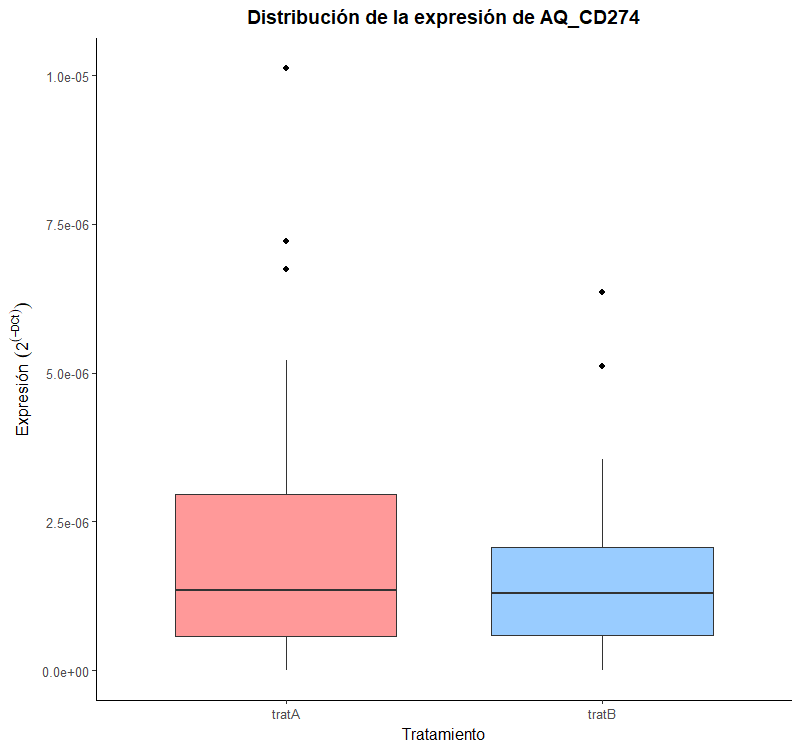 Distribución de la expresión de AQ_CD274
1.0e-05
7.5e-06
5.0e-06
2.5e-06
0.0e+00
Expresión (2^(−DCt))
tratA
tratB
Tratamiento